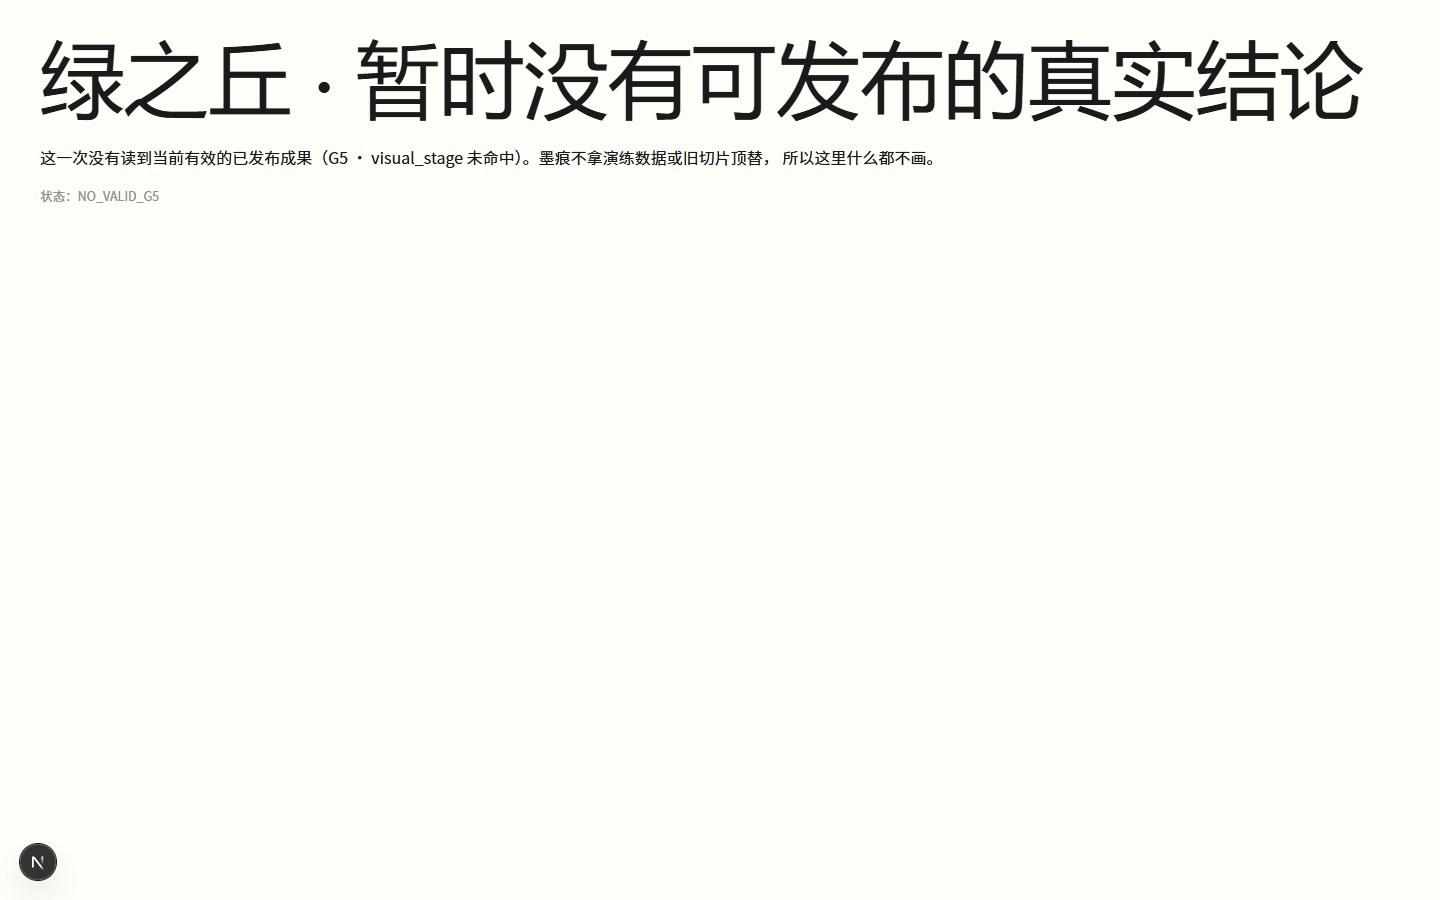 绿之丘 · 暂时没有可发布的真实结论
这一次没有读到当前有效的已发布成果（G5 · visual_stage 未命中）。墨痕不拿演练数据或旧切片顶替， 所以这里什么都不画。
状态：NO_VALID_G5
N